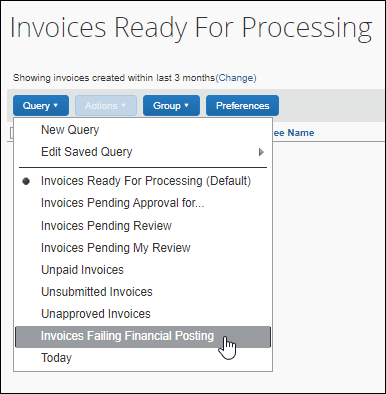 Invoices Ready For Processing
Showing invoices created within last 3 months(Change)
Query Actions Group Preferences
ee Name
New Query
Edit Saved Query
Invoices Ready For Processing (Default)
Invoices Pending Approval for...
Invoices Pending Review
Invoices Pending My Review
Unpaid Invoices
Unsubmitted Invoices
Unapproved Invoices
Invoices Failing Financial Posting
Today